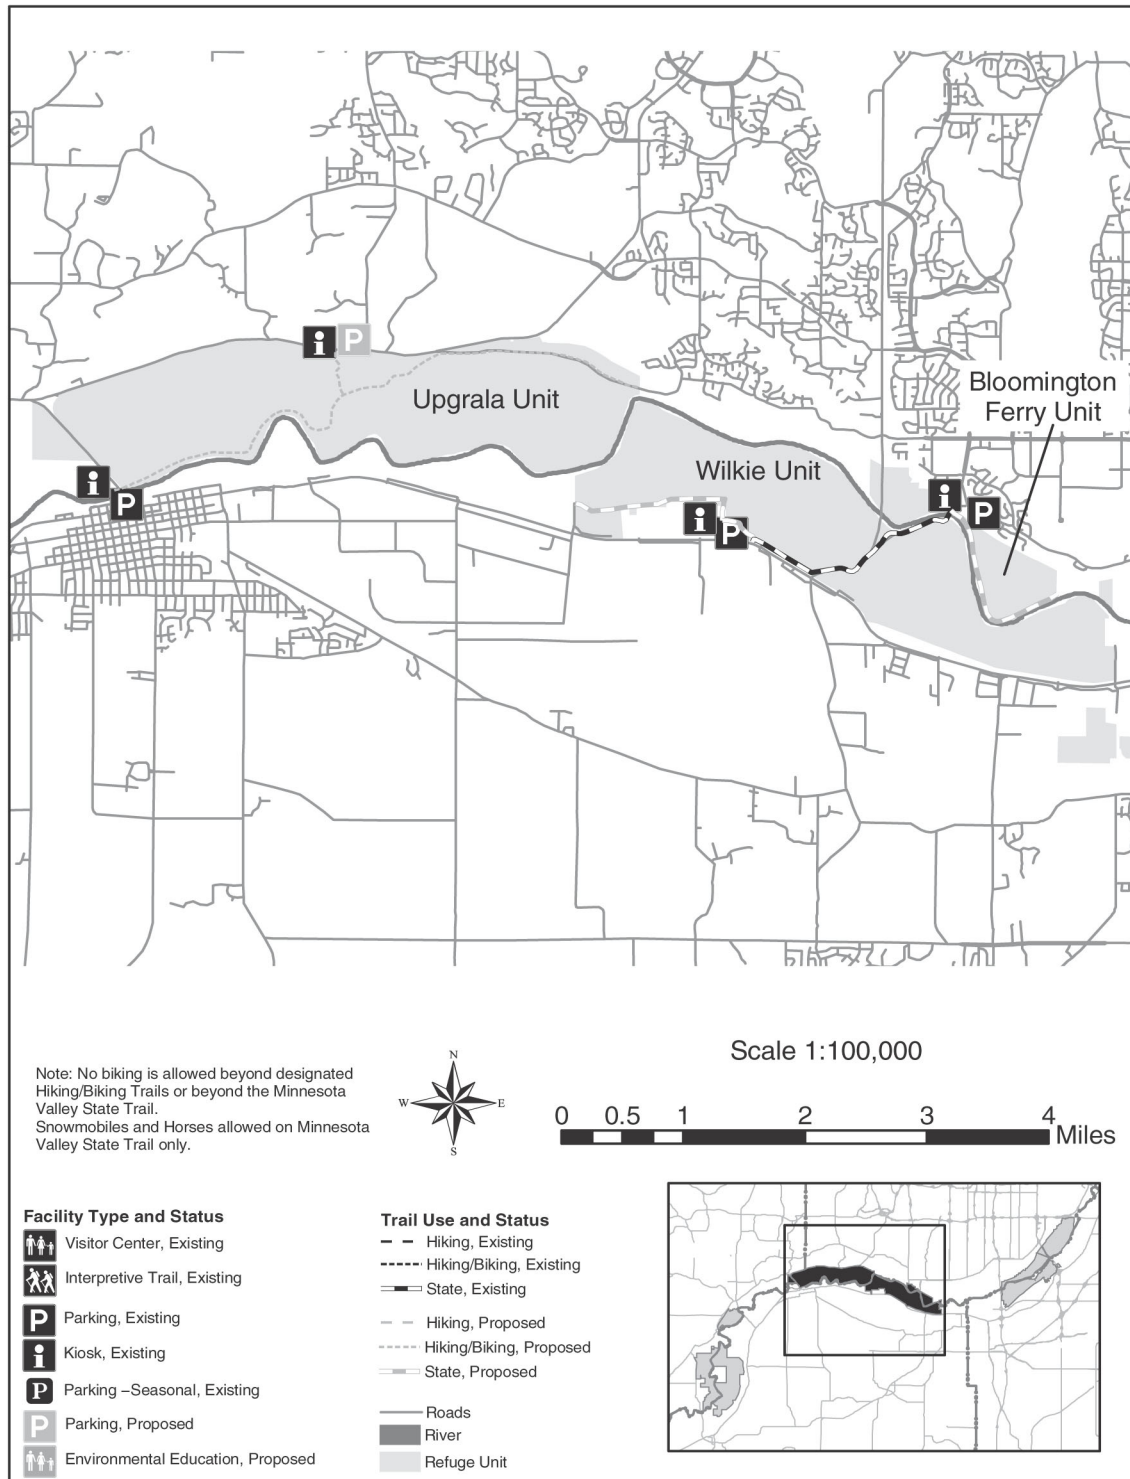 Upgrala Unit
Bloomington
Ferry Unit
Wilkie Unit
i
P
i
P
i
P
i
P
Scale 1:100,000
Note: No biking is allowed beyond designated
Hiking/Biking Trails or beyond the Minnesota
Valley State Trail.
Snowmobiles and Horses allowed on Minnesota
Valley State Trail only.
N
W
E
S
0 0.5 1 2 3 4
Miles
Facility Type and Status
Visitor Center, Existing
Interpretive Trail, Existing
P Parking, Existing
i Kiosk, Existing
P Parking –Seasonal, Existing
P Parking, Proposed
Environmental Education, Proposed
Trail Use and Status
Hiking, Existing
Hiking/Biking, Existing
State, Existing
Hiking, Proposed
Hiking/Biking, Proposed
State, Proposed
Roads
River
Refuge Unit